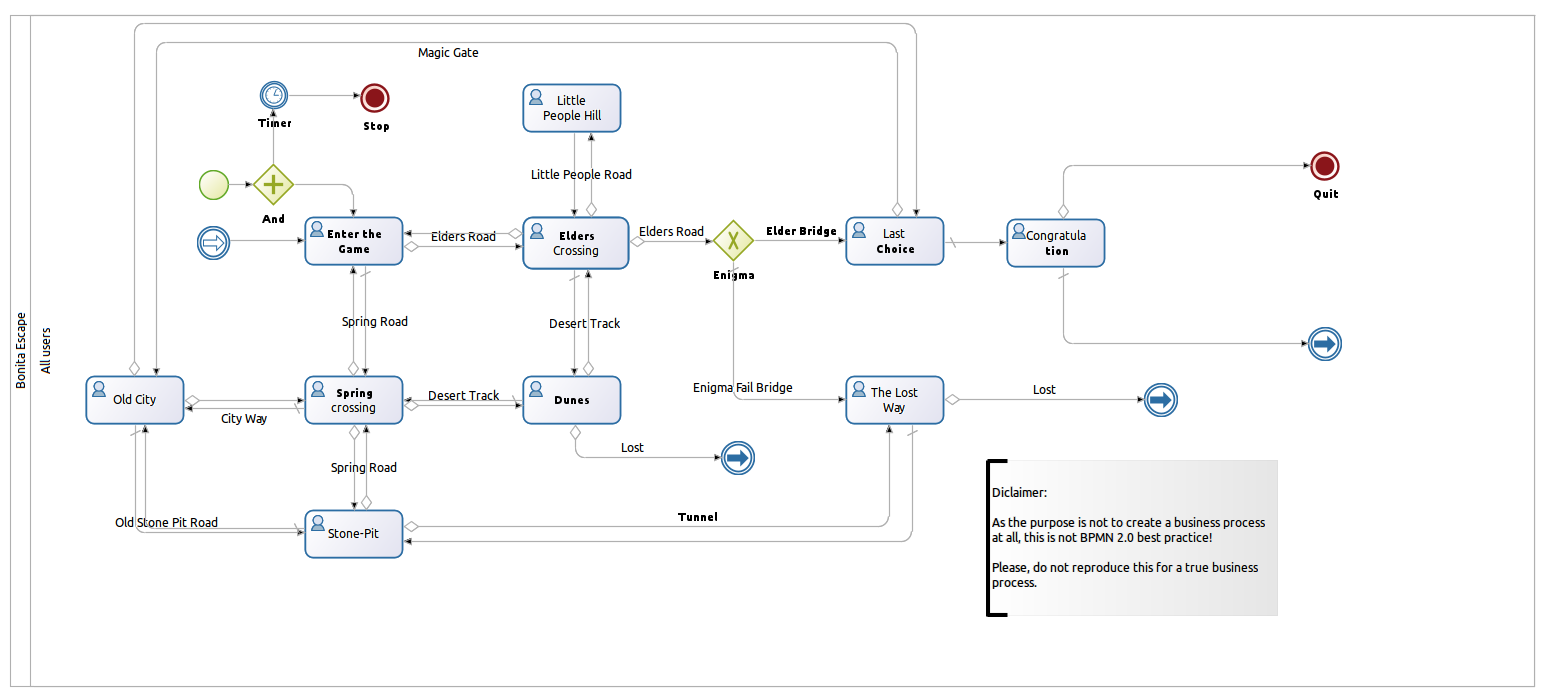 Bonita Escape
All users
Magic Gate
Timer
Stop
Little
People Hill
Little People Road
And
Quit
Enter the
Game
Elders Road
Elders
Crossing
Elders Road
Enigma
Elder Bridge
Last
Choice
Congratula
tion
Spring Road
Desert Track
Old City
City Way
Spring
crossing
Desert Track
Dunes
Enigma Fail Bridge
The Lost
Way
Lost
Lost
Spring Road
Old Stone Pit Road
Stone-Pit
Tunnel
Diclaimer:
As the purpose is not to create a business process
at all, this is not BPMN 2.0 best practice!
Please, do not reproduce this for a true business
process.